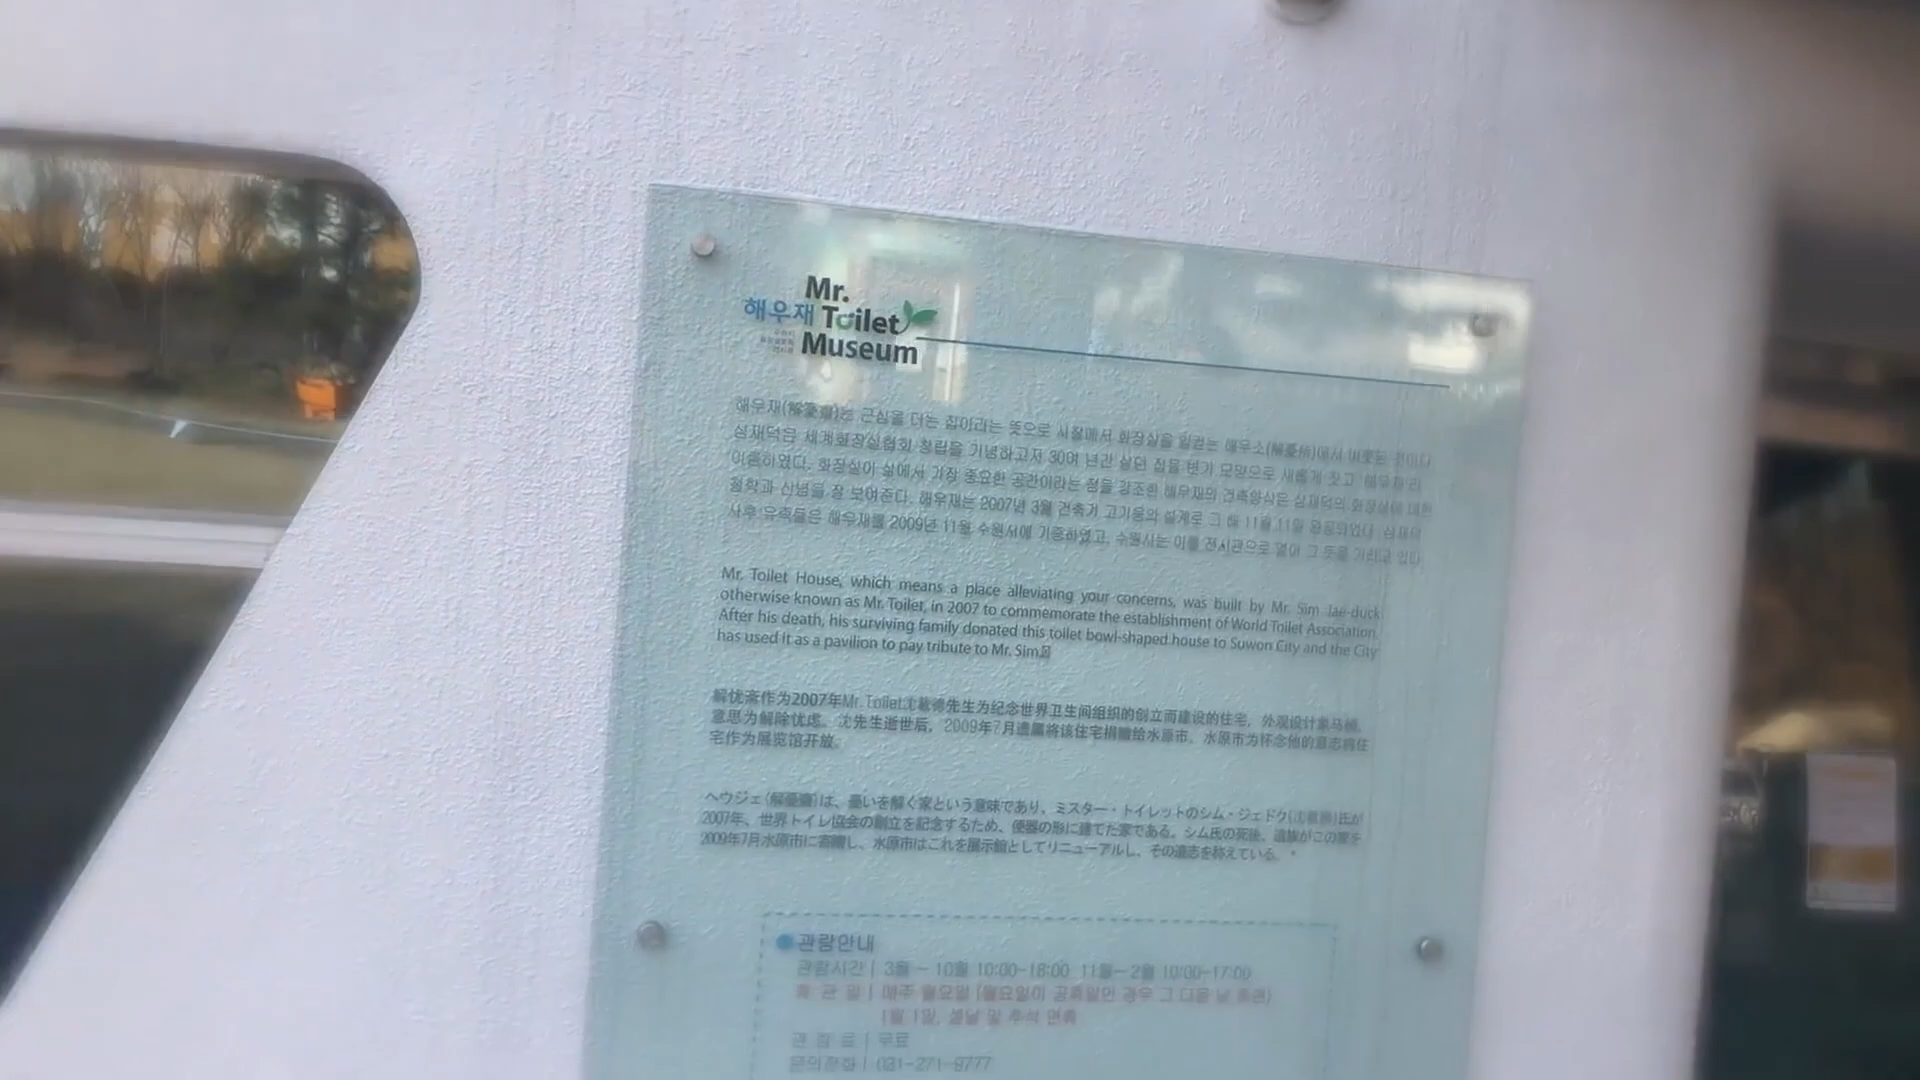 Mr.
해우재 Toilet
Museum
해우재(解憂齋)는 근심을 더는 집이라는 뜻으로 사찰에서 화장실을 일컫는 해우소(解憂所)에서 비롯된 것이다
심재덕은 세계화장실협회 창립을 기념하고자 30여 년간 살던 집을 변기 모양으로 새롭게 짓고 해우재라
이름하였다. 화장실이 삶에서 가장 중요한 공간이라는 점을 강조한 해우재의 건축양식은 심재덕의 화장실에 대한
철학과 신념을 잘 보여준다. 해우재는 2007년 3월 건축가 고기웅의 설계로 그 해 11월 11일 완공되었다. 심재덕
사후 유족들은 해우재를 2009년 11월 수원시에 기증하였고, 수원시는 이를 전시관으로 열어 그 뜻을 기리고 있다
Mr. Toilet House, which means a place alleviating your concerns, was built by Mr. Sim Jae-duck
otherwise known as Mr. Toilet, in 2007 to commemorate the establishment of World Toilet Association.
After his death, his surviving family donated this toilet bowl-shaped house to Suwon City and the City
has used it as a pavilion to pay tribute to Mr. Sim
解忧斋作为2007年Mr. Toilet沈载德先生为纪念世界卫生间组织的创立而建设的住宅，外观设计象马桶，
意思为解除忧虑。沈先生逝世后，2009年7月遗属将该住宅捐赠给水原市。水原市为怀念他的意志将住
宅作为展览馆开放。
ヘウジェ(解憂齋)は、憂いを解く家という意味であり、ミスター・トイレットのシム・ジェドク(沈載德)氏が
2007年、世界トイレ協会の創立を記念するため、便器の形に建てた家である。シム氏の死後、遺族がこの家を
2009年7月水原市に寄贈し、水原市はこれを展示館としてリニューアルし、その遺志を称えている。
관람안내
관람시간 | 3월 - 10월 10:00-18:00 11월- 2월 10:00-17:00
휴 관 일 | 매주 월요일 (월요일이 공휴일인 경우 그 다음 날 휴관)
1월 1일, 설날 및 추석 연휴
관 람 료 | 무료
문의전화 | 031-271-9777